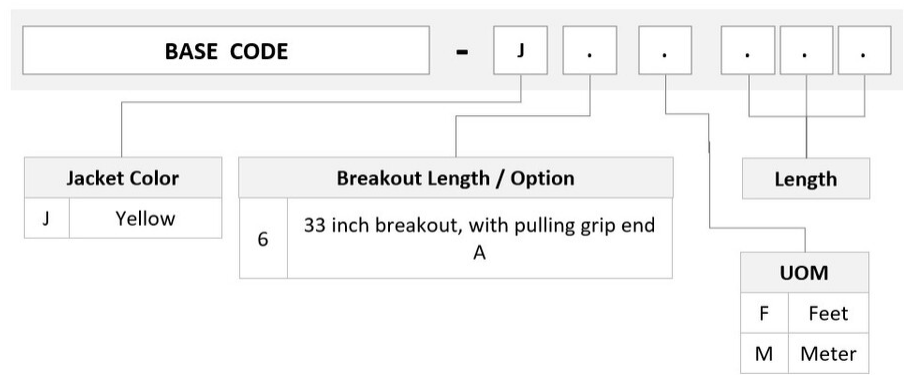 BASE CODE - J . . . . .
Jacket Color
J Yellow
Breakout Length / Option
6 33 inch breakout, with pulling grip end
A
Length
UOM
F Feet
M Meter